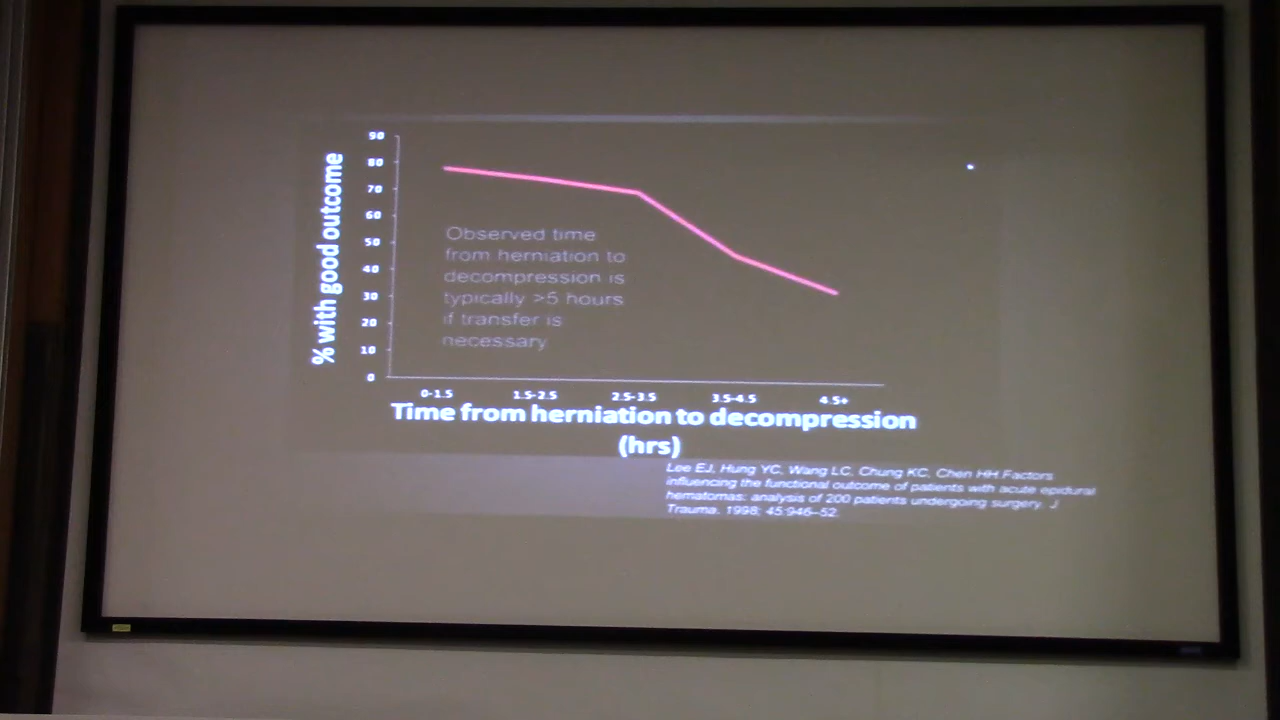 90
80
70
60
50
40
30
20
10
0
% with good outcome
Observed time
from herniation to
decompression is
typically >5 hours
if transfer is
necessary
0-1.5 1.5-2.5 2.5-3.5 3.5-4.5 4.5+
Time from herniation to decompression
(hrs)
Lee EJ, Hung YC, Wang LC, Chung KC, Chen HH Factors
influencing the functional outcome of patients with acute epidural
hematomas: analysis of 200 patients undergoing surgery. J
Trauma. 1998; 45:946–52.